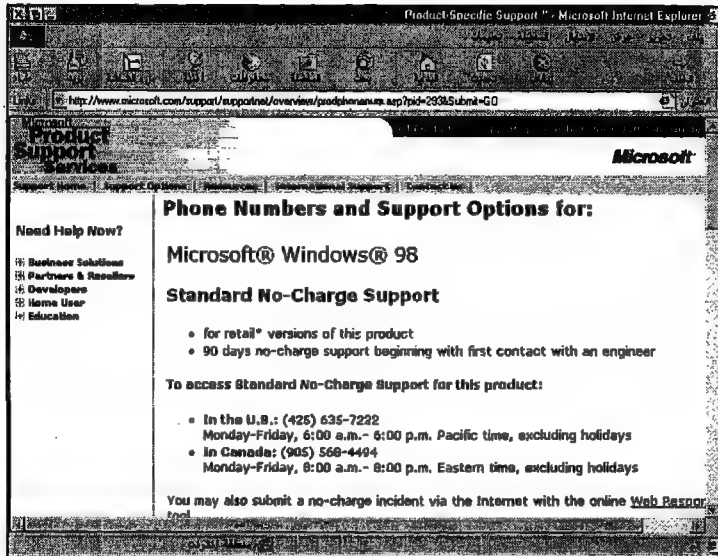 Product-Specific Support - Microsoft Internet Explorer
http://www.microsoft.com/support/supportnet/overview/prodphonenum.asp?pid=293&Submit=GO
Microsoft
Product
Support
Services
Microsoft
Support Home | Support Options | Resources | International Support | Contact Us |
Need Help Now?
Business Solutions
Partners & Resellers
Developers
Home User
Education
Phone Numbers and Support Options for:
Microsoft® Windows® 98
Standard No-Charge Support
• for retail* versions of this product
• 90 days no-charge support beginning with first contact with an engineer
To access Standard No-Charge Support for this product:
• In the U.S.: (425) 635-7222
Monday-Friday, 6:00 a.m.- 6:00 p.m. Pacific time, excluding holidays
• In Canada: (905) 568-4494
Monday-Friday, 8:00 a.m.- 8:00 p.m. Eastern time, excluding holidays
You may also submit a no-charge incident via the Internet with the online Web Respon
tool